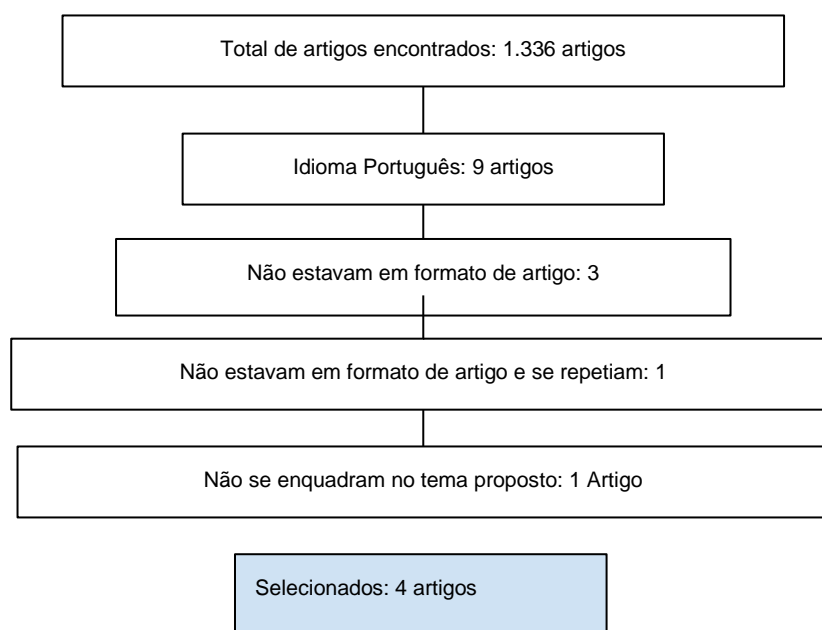 Total de artigos encontrados: 1.336 artigos
Idioma Português: 9 artigos
Não estavam em formato de artigo: 3
Não estavam em formato de artigo e se repetiam: 1
Não se enquadram no tema proposto: 1 Artigo
Selecionados: 4 artigos